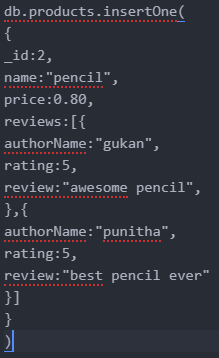 db.products.insertOne(
{
_id:2,
name:"pencil",
price:0.80,
reviews:[{
authorName:"gukan",
rating:5,
review:"awesome pencil",
},{
authorName:"punitha",
rating:5,
review:"best pencil ever"
}]
}
)